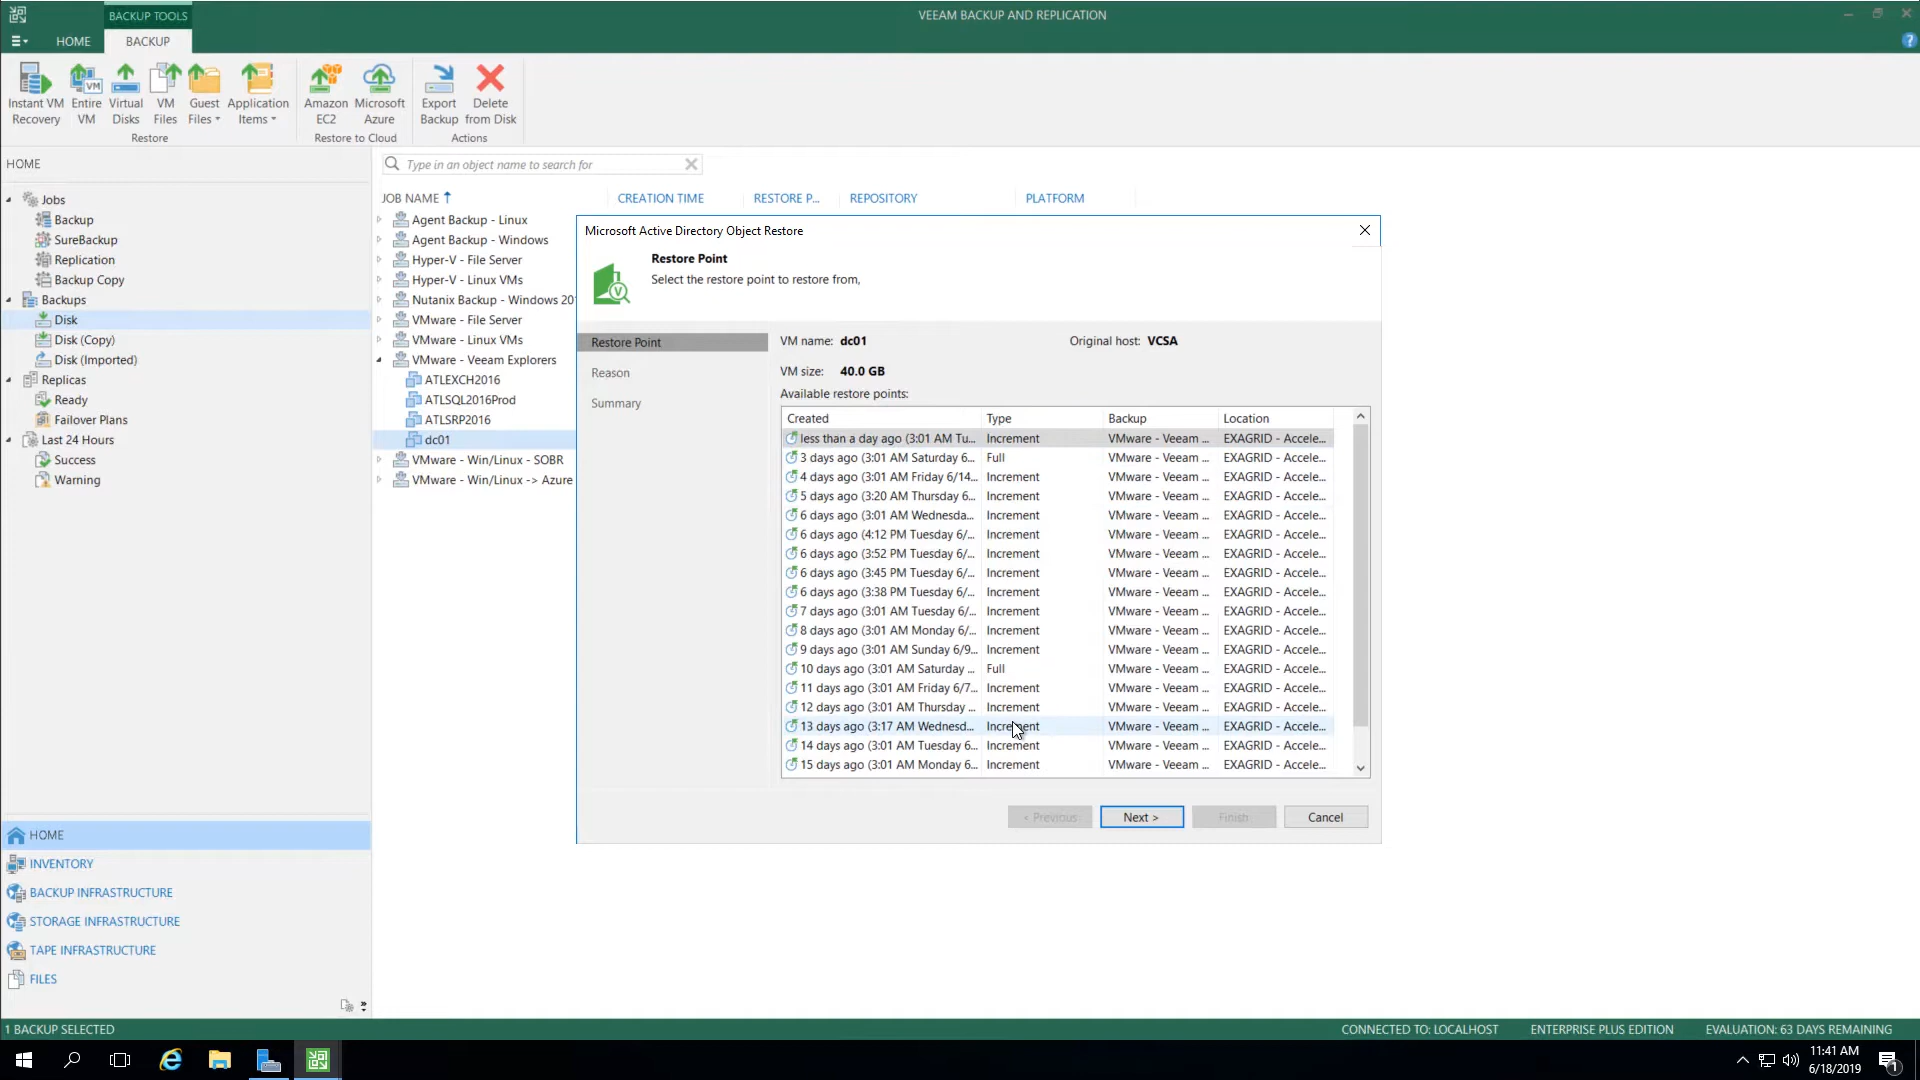 BACKUP TOOLS
VEEAM BACKUP AND REPLICATION
HOME
BACKUP
Instant VM Recovery
Entire VM
Virtual Disks
VM Files
Guest Files
Application Items
Amazon EC2
Microsoft Azure
Export Backup
Delete from Disk
Restore
Restore to Cloud
Actions
HOME
Type in an object name to search for
Jobs
Backup
SureBackup
Replication
Backup Copy
Backups
Disk
Disk (Copy)
Disk (Imported)
Replicas
Ready
Failover Plans
Last 24 Hours
Success
Warning
JOB NAME
CREATION TIME
RESTORE P...
REPOSITORY
PLATFORM
Agent Backup - Linux
Agent Backup - Windows
Hyper-V - File Server
Hyper-V - Linux VMs
Nutanix Backup - Windows 20
VMware - File Server
VMware - Linux VMs
VMware - Veeam Explorers
ATLEXCH2016
ATLSQL2016Prod
ATLSRP2016
dc01
VMware - Win/Linux - SOBR
VMware - Win/Linux -> Azure
Microsoft Active Directory Object Restore
Restore Point
Select the restore point to restore from,
Restore Point
Reason
Summary
VM name: dc01
Original host: VCSA
VM size: 40.0 GB
Available restore points:
Created Type Backup Location
less than a day ago (3:01 AM Tu... Increment VMware - Veeam ... EXAGRID - Accele...
3 days ago (3:01 AM Saturday 6... Full VMware - Veeam ... EXAGRID - Accele...
4 days ago (3:01 AM Friday 6/14... Increment VMware - Veeam ... EXAGRID - Accele...
5 days ago (3:20 AM Thursday 6... Increment VMware - Veeam ... EXAGRID - Accele...
6 days ago (3:01 AM Wednesda... Increment VMware - Veeam ... EXAGRID - Accele...
6 days ago (4:12 PM Tuesday 6/... Increment VMware - Veeam ... EXAGRID - Accele...
6 days ago (3:52 PM Tuesday 6/... Increment VMware - Veeam ... EXAGRID - Accele...
6 days ago (3:45 PM Tuesday 6/... Increment VMware - Veeam ... EXAGRID - Accele...
6 days ago (3:38 PM Tuesday 6/... Increment VMware - Veeam ... EXAGRID - Accele...
7 days ago (3:01 AM Tuesday 6/... Increment VMware - Veeam ... EXAGRID - Accele...
8 days ago (3:01 AM Monday 6/... Increment VMware - Veeam ... EXAGRID - Accele...
9 days ago (3:01 AM Sunday 6/9... Increment VMware - Veeam ... EXAGRID - Accele...
10 days ago (3:01 AM Saturday ... Full VMware - Veeam ... EXAGRID - Accele...
11 days ago (3:01 AM Friday 6/7... Increment VMware - Veeam ... EXAGRID - Accele...
12 days ago (3:01 AM Thursday ... Increment VMware - Veeam ... EXAGRID - Accele...
13 days ago (3:17 AM Wednesd... Increment VMware - Veeam ... EXAGRID - Accele...
14 days ago (3:01 AM Tuesday 6... Increment VMware - Veeam ... EXAGRID - Accele...
15 days ago (3:01 AM Monday 6... Increment VMware - Veeam ... EXAGRID - Accele...
< Previous
Next >
Finish
Cancel
HOME
INVENTORY
BACKUP INFRASTRUCTURE
STORAGE INFRASTRUCTURE
TAPE INFRASTRUCTURE
FILES
1 BACKUP SELECTED
CONNECTED TO: LOCALHOST
ENTERPRISE PLUS EDITION
EVALUATION: 63 DAYS REMAINING
11:41 AM
6/18/2019
1